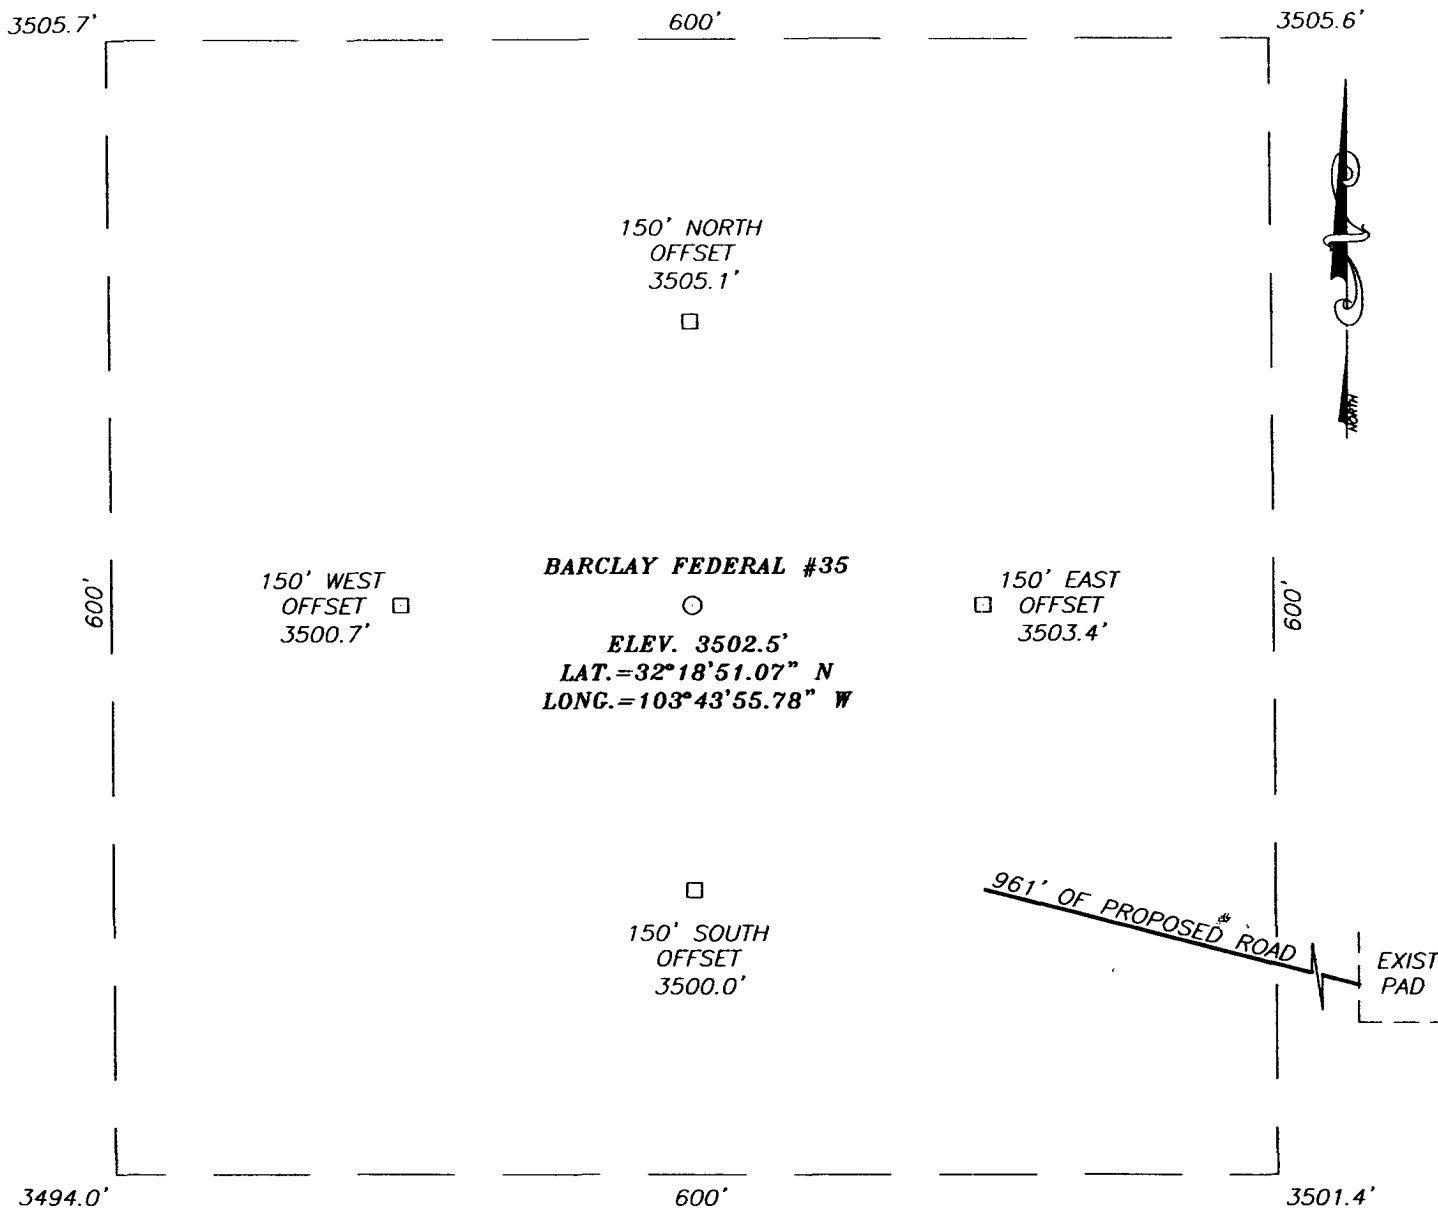 3505.7'
600'
3505.6'
150' NORTH
OFFSET
3505.1'
NORTH
600'
150' WEST
OFFSET
3500.7'
BARCLAY FEDERAL #35
ELEV. 3502.5'
LAT.=32°18'51.07" N
LONG.=103°43'55.78" W
150' EAST
OFFSET
3503.4'
600'
150' SOUTH
OFFSET
3500.0'
961' OF PROPOSED ROAD
EXIST
PAD
3494.0'
600'
3501.4'